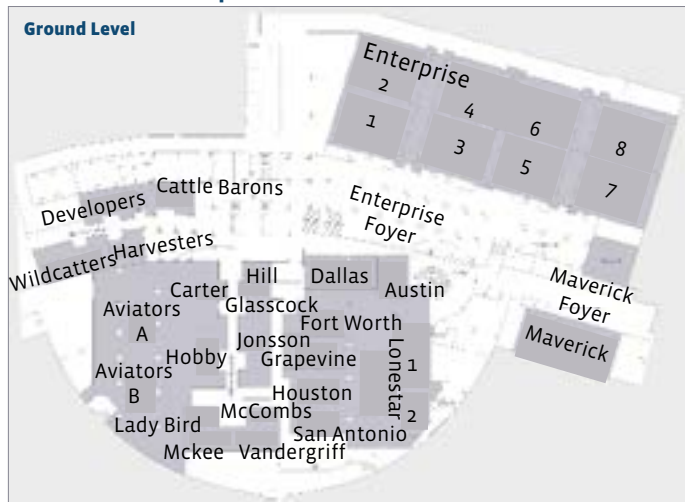 Ground Level
Enterprise
2
4
6
8
1
3
5
7
Cattle Barons
Developers
Enterprise
Foyer
Harvesters
Wildcatters
Hill
Dallas
Maverick
Foyer
Carter
Austin
Glasscock
Aviators
A
Fort Worth
Maverick
Jonsson
Hobby
Grapevine
Lonestar
1
Aviators
B
Houston
McCombs
2
Lady Bird
San Antonio
Mckee
Vandergriff